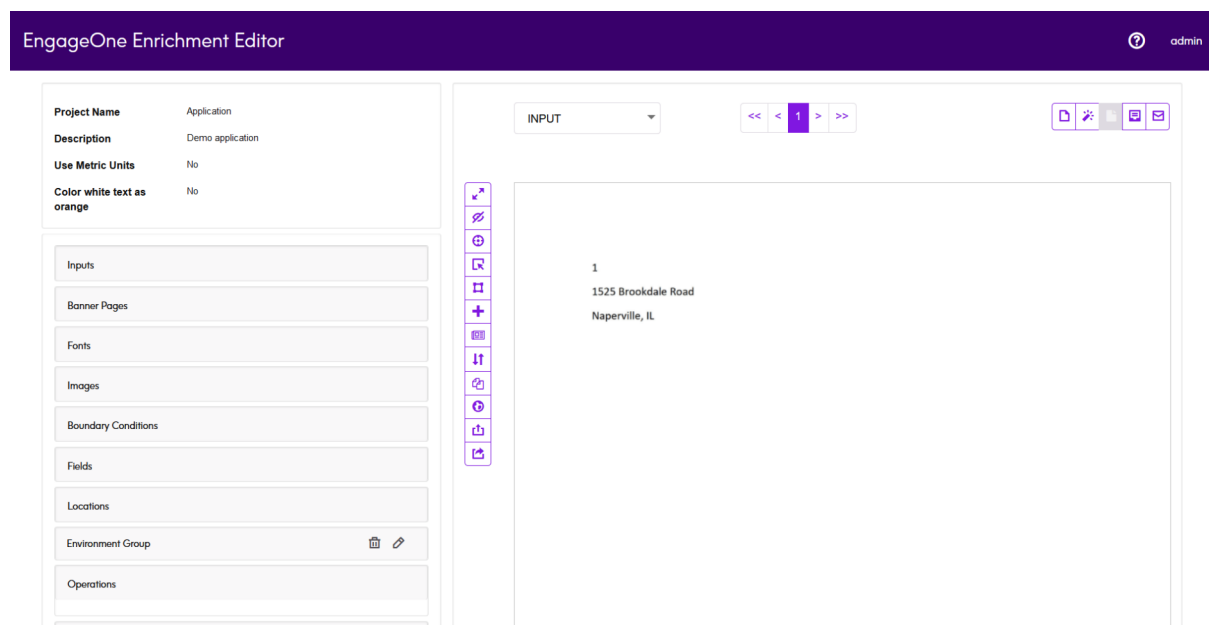 EngageOne Enrichment Editor
admin
Project Name Application
Description Demo application
Use Metric Units No
Color white text as No
orange
INPUT
<< < 1 > >>
Inputs
Banner Pages
Fonts
Images
Boundary Conditions
Fields
Locations
Environment Group
Operations
1
1525 Brookdale Road
Naperville, IL